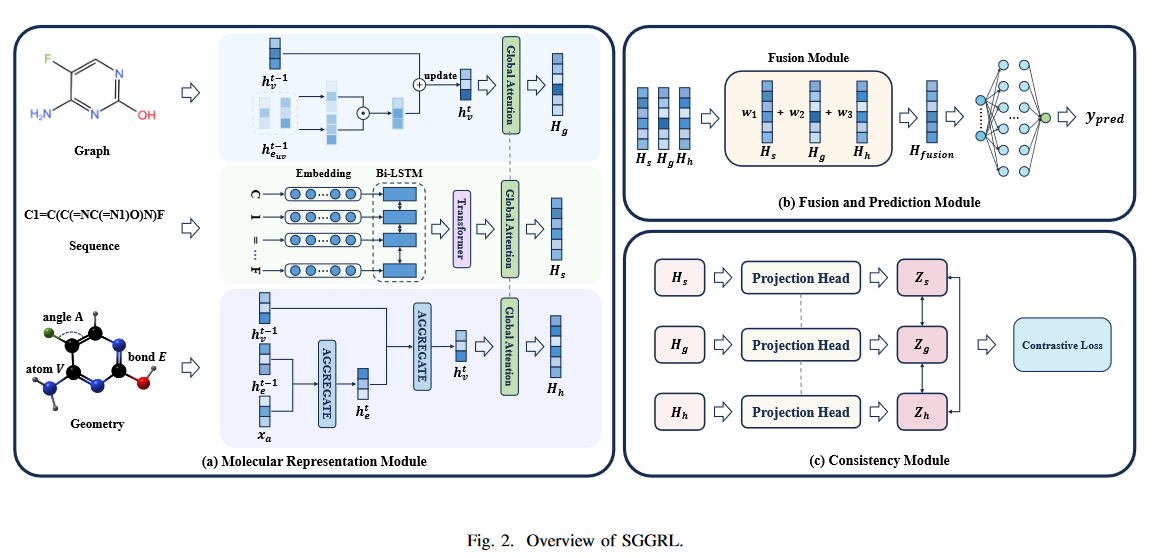 F
N
H₂N
N
OH
Graph
h_v^{t-1}
h_{e_{uv}}^{t-1}
update
h_v^t
Global Attention
H_g
C1=C(C(=NC(=N1)O)N)F
Sequence
Embedding
Bi-LSTM
C
1
=
...
F
Transformer
Global Attention
H_s
angle A
atom V
bond E
Geometry
h_v^{t-1}
h_e^{t-1}
x_a
AGGREGATE
h_e^t
AGGREGATE
h_v^t
Global Attention
H_h
(a) Molecular Representation Module
Fusion Module
H_s H_g H_h
w_1 + w_2 + w_3
H_s H_g H_h
H_{fusion}
...
y_{pred}
(b) Fusion and Prediction Module
H_s
Projection Head
Z_s
H_g
Projection Head
Z_g
Contrastive Loss
H_h
Projection Head
Z_h
(c) Consistency Module
Fig. 2. Overview of SGGRL.